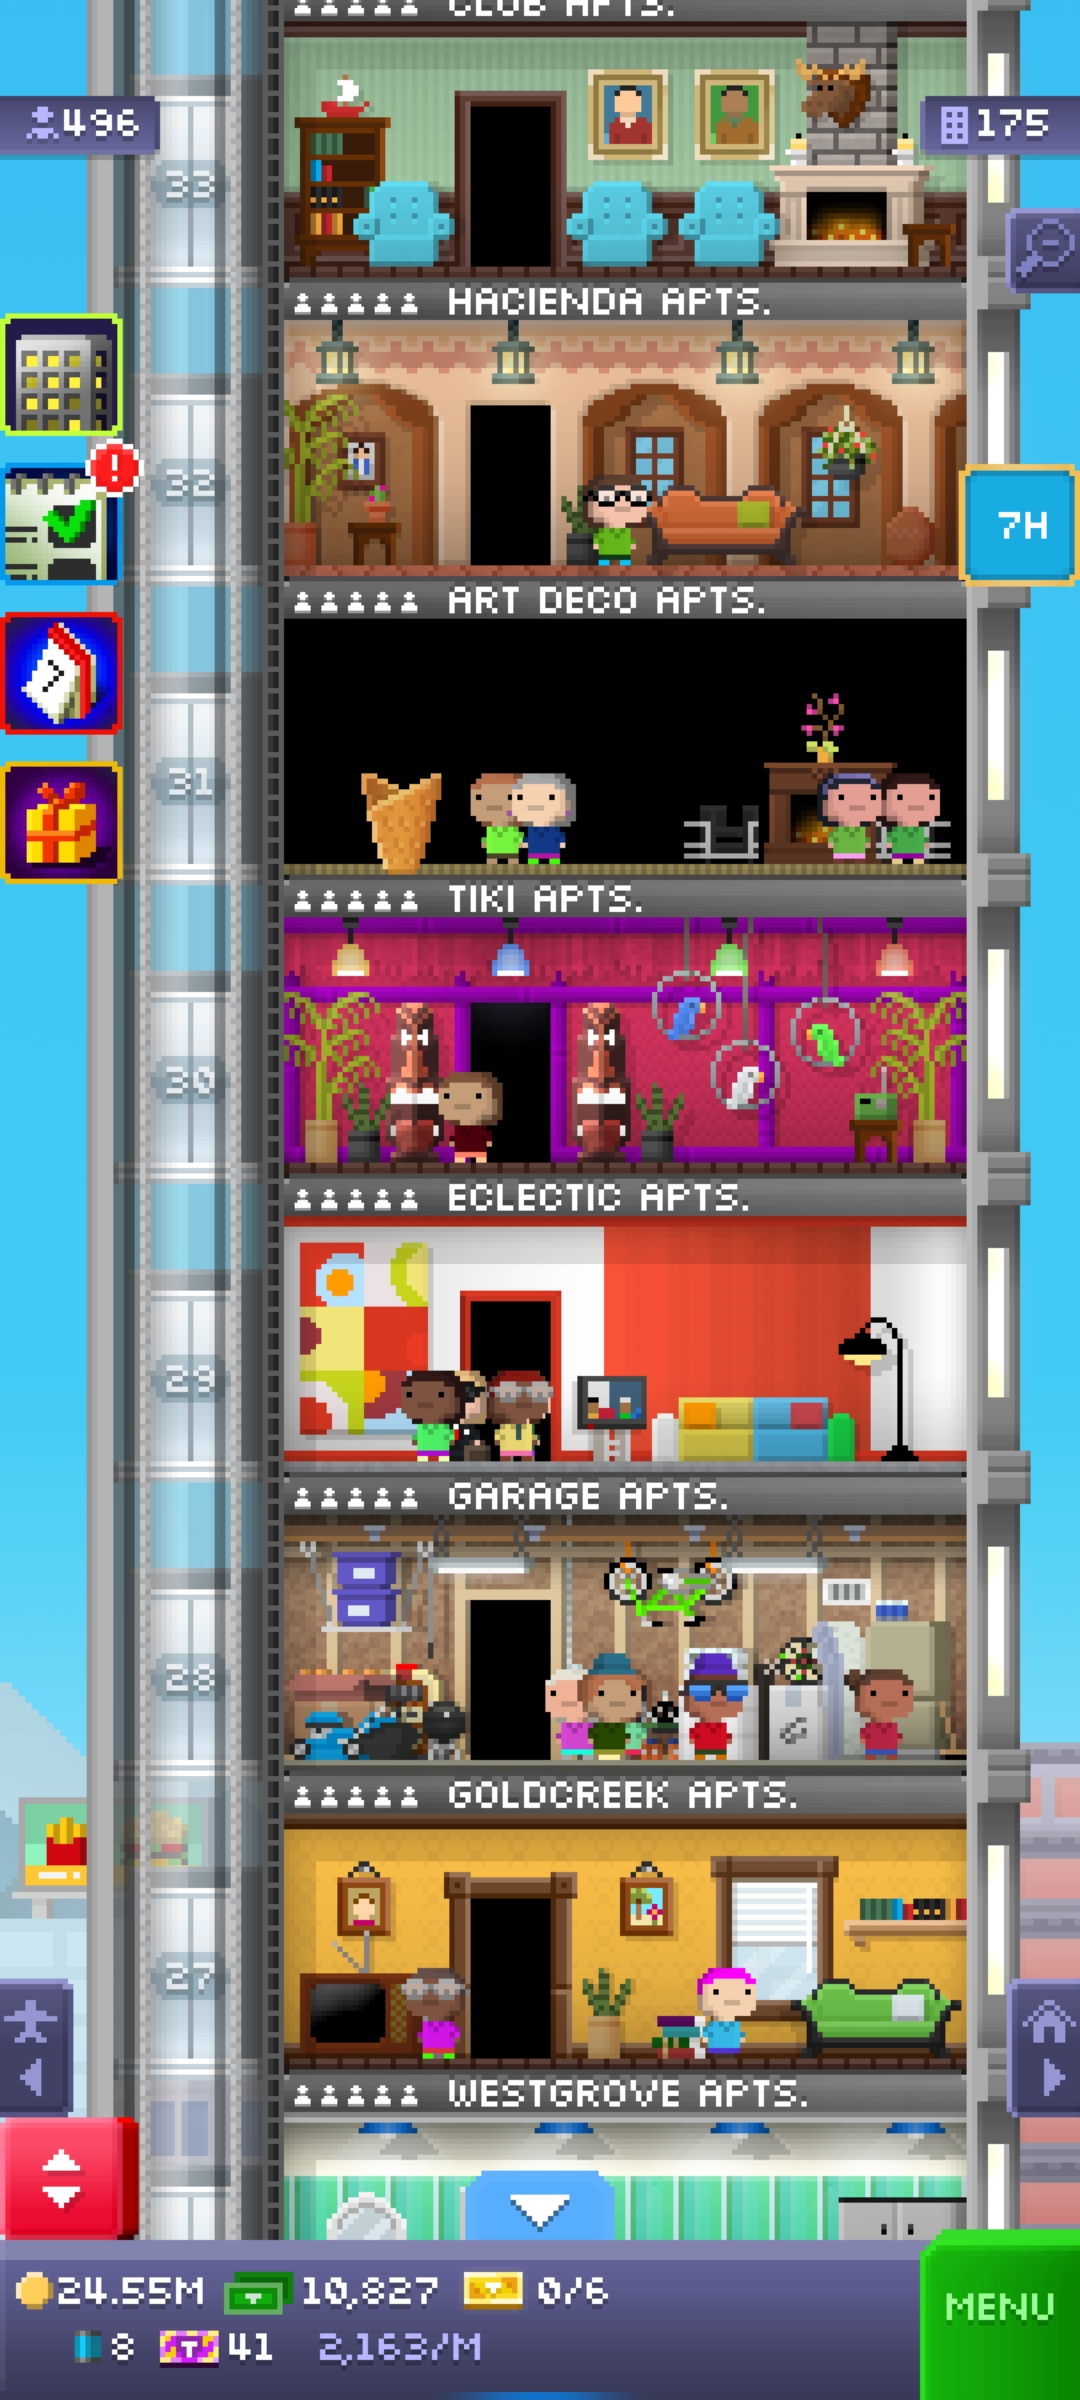 CLUB APTS.
496
175
33
HACIENDA APTS.
32
7H
ART DECO APTS.
31
TIKI APTS.
30
ECLECTIC APTS.
29
GARAGE APTS.
28
GOLDCREEK APTS.
27
WESTGROVE APTS.
24.55M 10,827 0/6
MENU
8 41 2,163/M